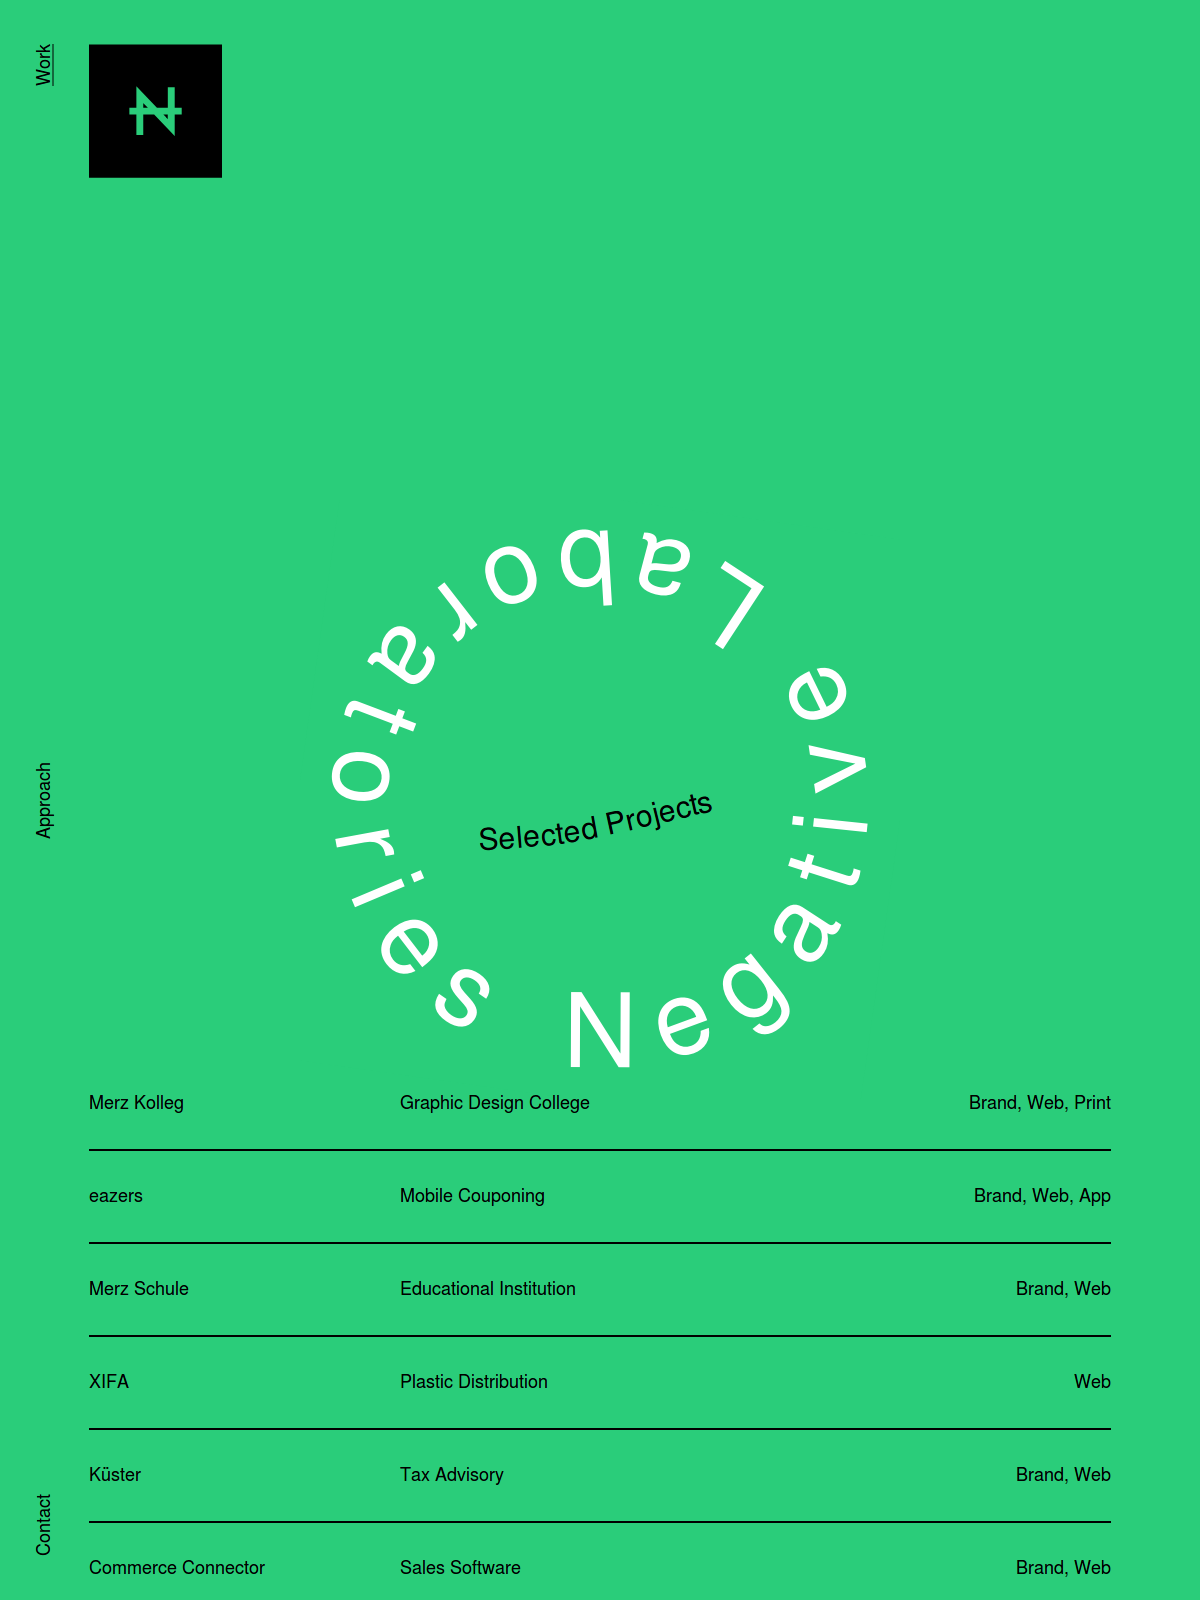 Work
Negative Laboratories
Selected Projects
Approach
Merz Kolleg Graphic Design College Brand, Web, Print
eazers Mobile Couponing Brand, Web, App
Merz Schule Educational Institution Brand, Web
XIFA Plastic Distribution Web
Küster Tax Advisory Brand, Web
Contact
Commerce Connector Sales Software Brand, Web